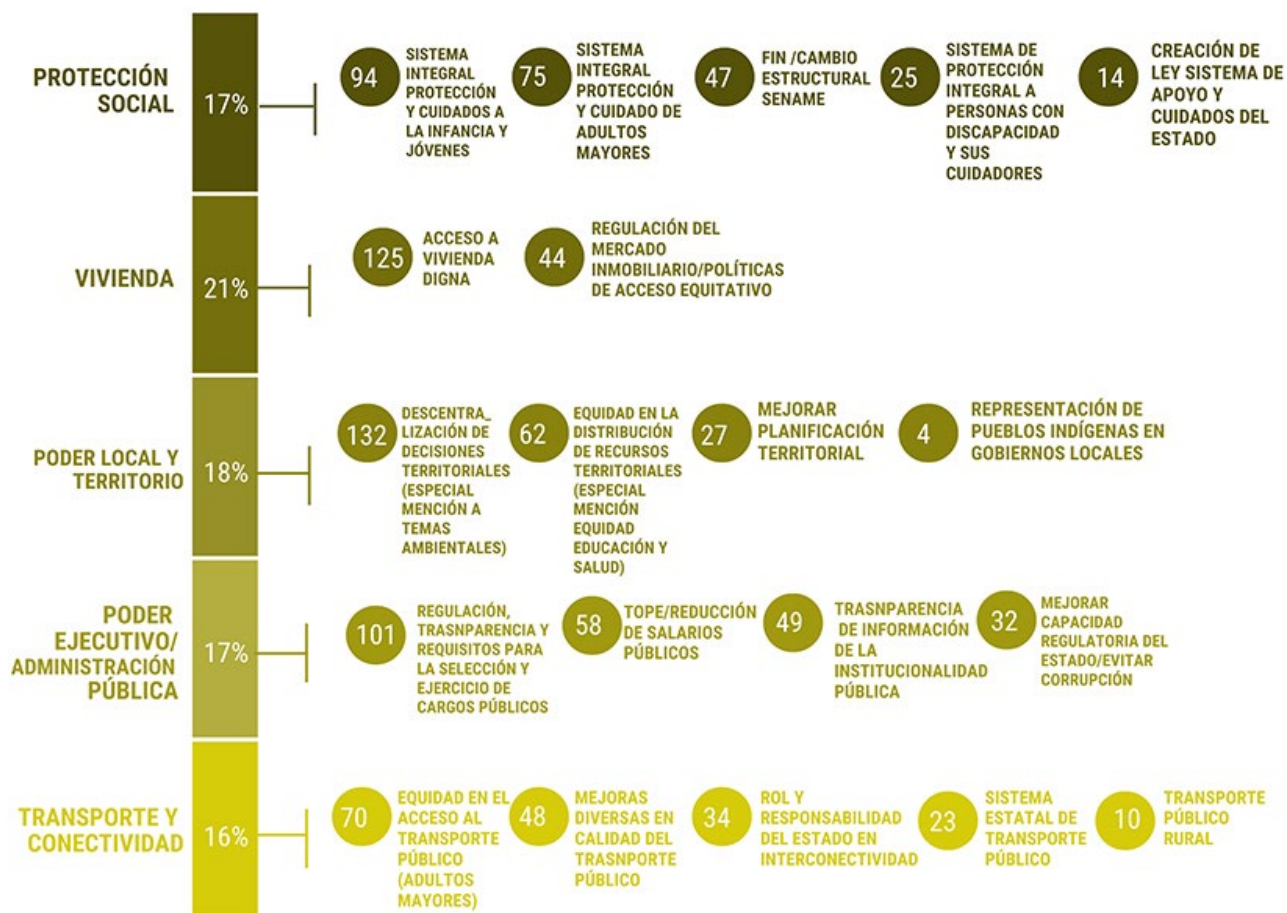 PROTECCIÓN
SOCIAL
17%
94
SISTEMA
INTEGRAL
PROTECCIÓN
Y CUIDADOS A
LA INFANCIA Y
JÓVENES
75
SISTEMA
INTEGRAL
PROTECCIÓN
Y CUIDADO DE
ADULTOS
MAYORES
47
FIN /CAMBIO
ESTRUCTURAL
SENAME
25
SISTEMA DE
PROTECCIÓN
INTEGRAL A
PERSONAS CON
DISCAPACIDAD
Y SUS
CUIDADORES
14
CREACIÓN DE
LEY SISTEMA DE
APOYO Y
CUIDADOS DEL
ESTADO
VIVIENDA
21%
125
ACCESO A
VIVIENDA
DIGNA
44
REGULACIÓN DEL
MERCADO
INMOBILIARIO/POLÍTICAS
DE ACCESO EQUITATIVO
PODER LOCAL Y
TERRITORIO
18%
132
DESCENTRA_
LIZACIÓN DE
DECISIONES
TERRITORIALES
(ESPECIAL
MENCIÓN A
TEMAS
AMBIENTALES)
62
EQUIDAD EN LA
DISTRIBUCIÓN
DE RECURSOS
TERRITORIALES
(ESPECIAL
MENCIÓN
EQUIDAD
EDUCACIÓN Y
SALUD)
27
MEJORAR
PLANIFICACIÓN
TERRITORIAL
4
REPRESENTACIÓN DE
PUEBLOS INDÍGENAS EN
GOBIERNOS LOCALES
PODER
EJECUTIVO/
ADMINISTRACIÓN
PÚBLICA
17%
101
REGULACIÓN,
TRASNPARENCIA Y
REQUISITOS PARA
LA SELECCIÓN Y
EJERCICIO DE
CARGOS PÚBLICOS
58
TOPE/REDUCCIÓN
DE SALARIOS
PÚBLICOS
49
TRASNPARENCIA
DE INFORMACIÓN
DE LA
INSTITUCIONALIDAD
PÚBLICA
32
MEJORAR
CAPACIDAD
REGULATORIA DEL
ESTADO/EVITAR
CORRUPCIÓN
TRANSPORTE Y
CONECTIVIDAD
16%
70
EQUIDAD EN EL
ACCESO AL
TRANSPORTE
PÚBLICO
(ADULTOS
MAYORES)
48
MEJORAS
DIVERSAS EN
CALIDAD DEL
TRASNPORTE
PÚBLICO
34
ROL Y
RESPONSABILIDAD
DEL ESTADO EN
INTERCONECTIVIDAD
23
SISTEMA
ESTATAL DE
TRANSPORTE
PÚBLICO
10
TRANSPORTE
PÚBLICO
RURAL